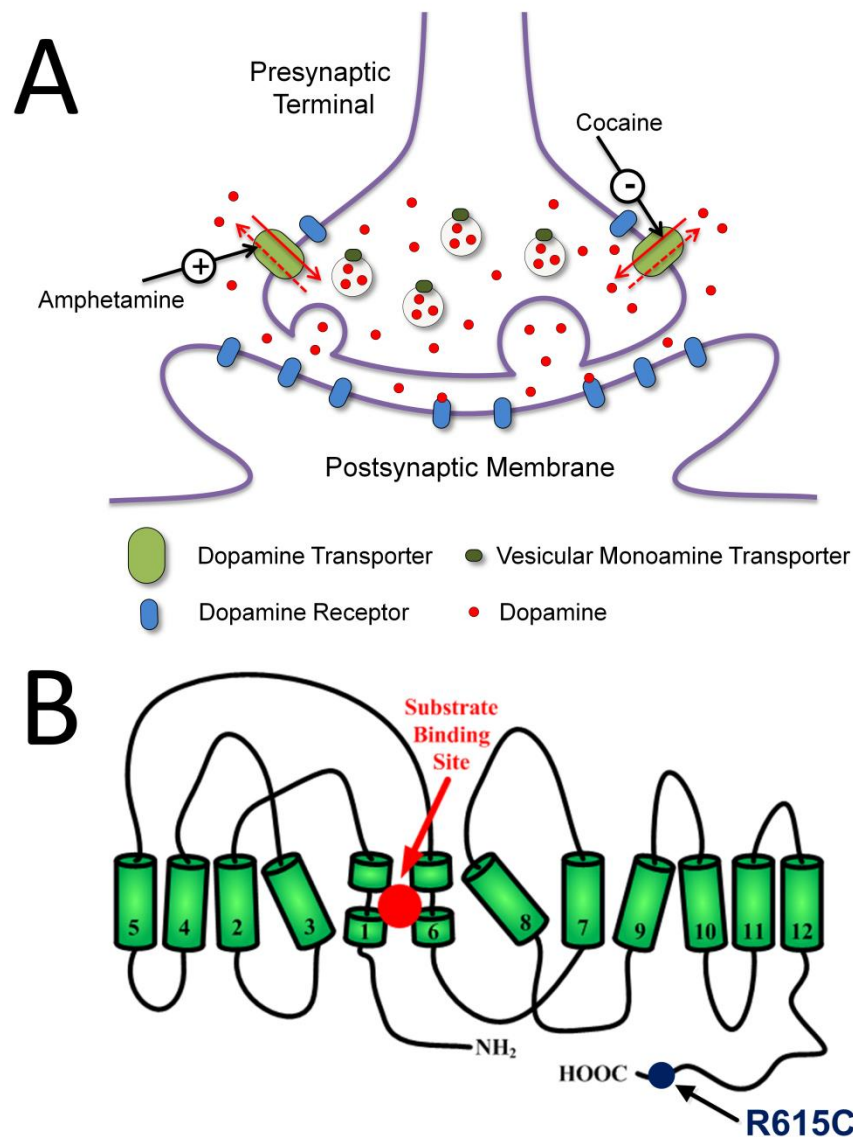 A
Presynaptic
Terminal
Cocaine
-
+
Amphetamine
Postsynaptic Membrane
Dopamine Transporter
Vesicular Monoamine Transporter
Dopamine Receptor
Dopamine
B
Substrate
Binding
Site
5 4 2 3 1 6 8 7 9 10 11 12
NH₂
HOOC
R615C